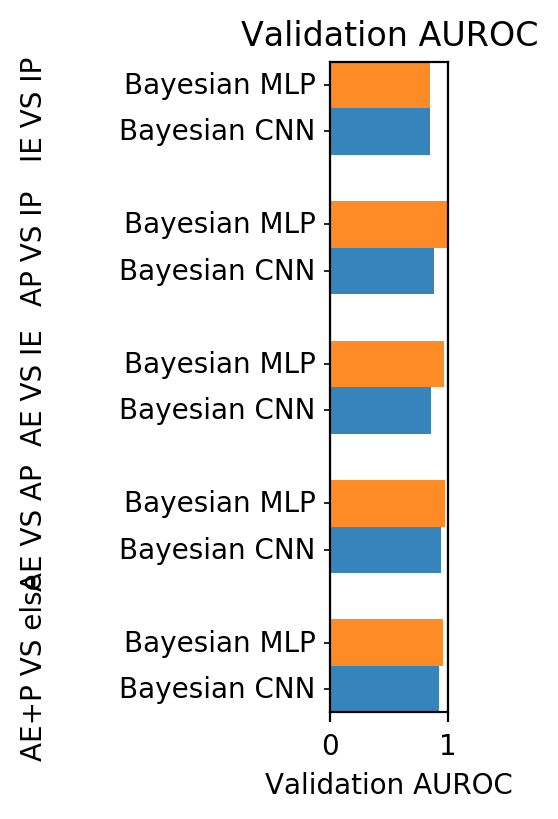 Validation AUROC
IE VS IP
Bayesian MLP
Bayesian CNN
AP VS IP
Bayesian MLP
Bayesian CNN
AE VS IE
Bayesian MLP
Bayesian CNN
AE VS AP
Bayesian MLP
Bayesian CNN
AE+P VS else
Bayesian MLP
Bayesian CNN
0 1
Validation AUROC